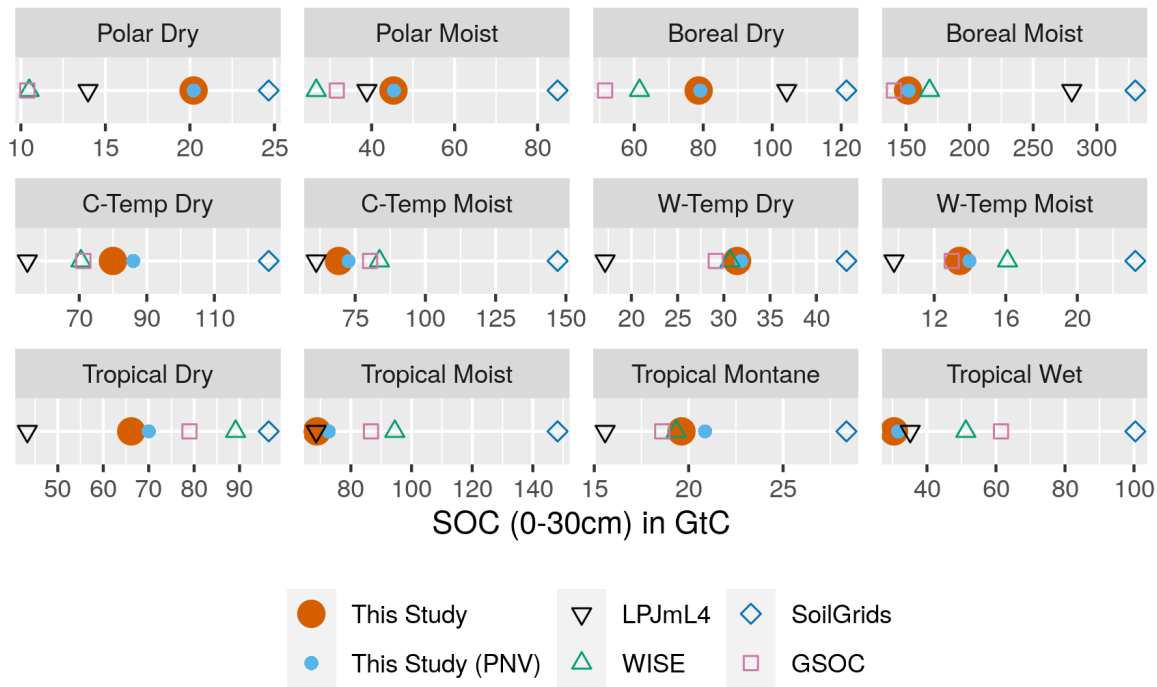 Polar Dry Polar Moist Boreal Dry Boreal Moist
10 15 20 25 40 60 80 60 80 100 120 150 200 250 300
C-Temp Dry C-Temp Moist W-Temp Dry W-Temp Moist
70 90 110 75 100 125 150 20 25 30 35 40 12 16 20
Tropical Dry Tropical Moist Tropical Montane Tropical Wet
50 60 70 80 90 80 100 120 140 15 20 25 40 60 80 100
SOC (0-30cm) in GtC
This Study LPJmL4 SoilGrids
This Study (PNV) WISE GSOC